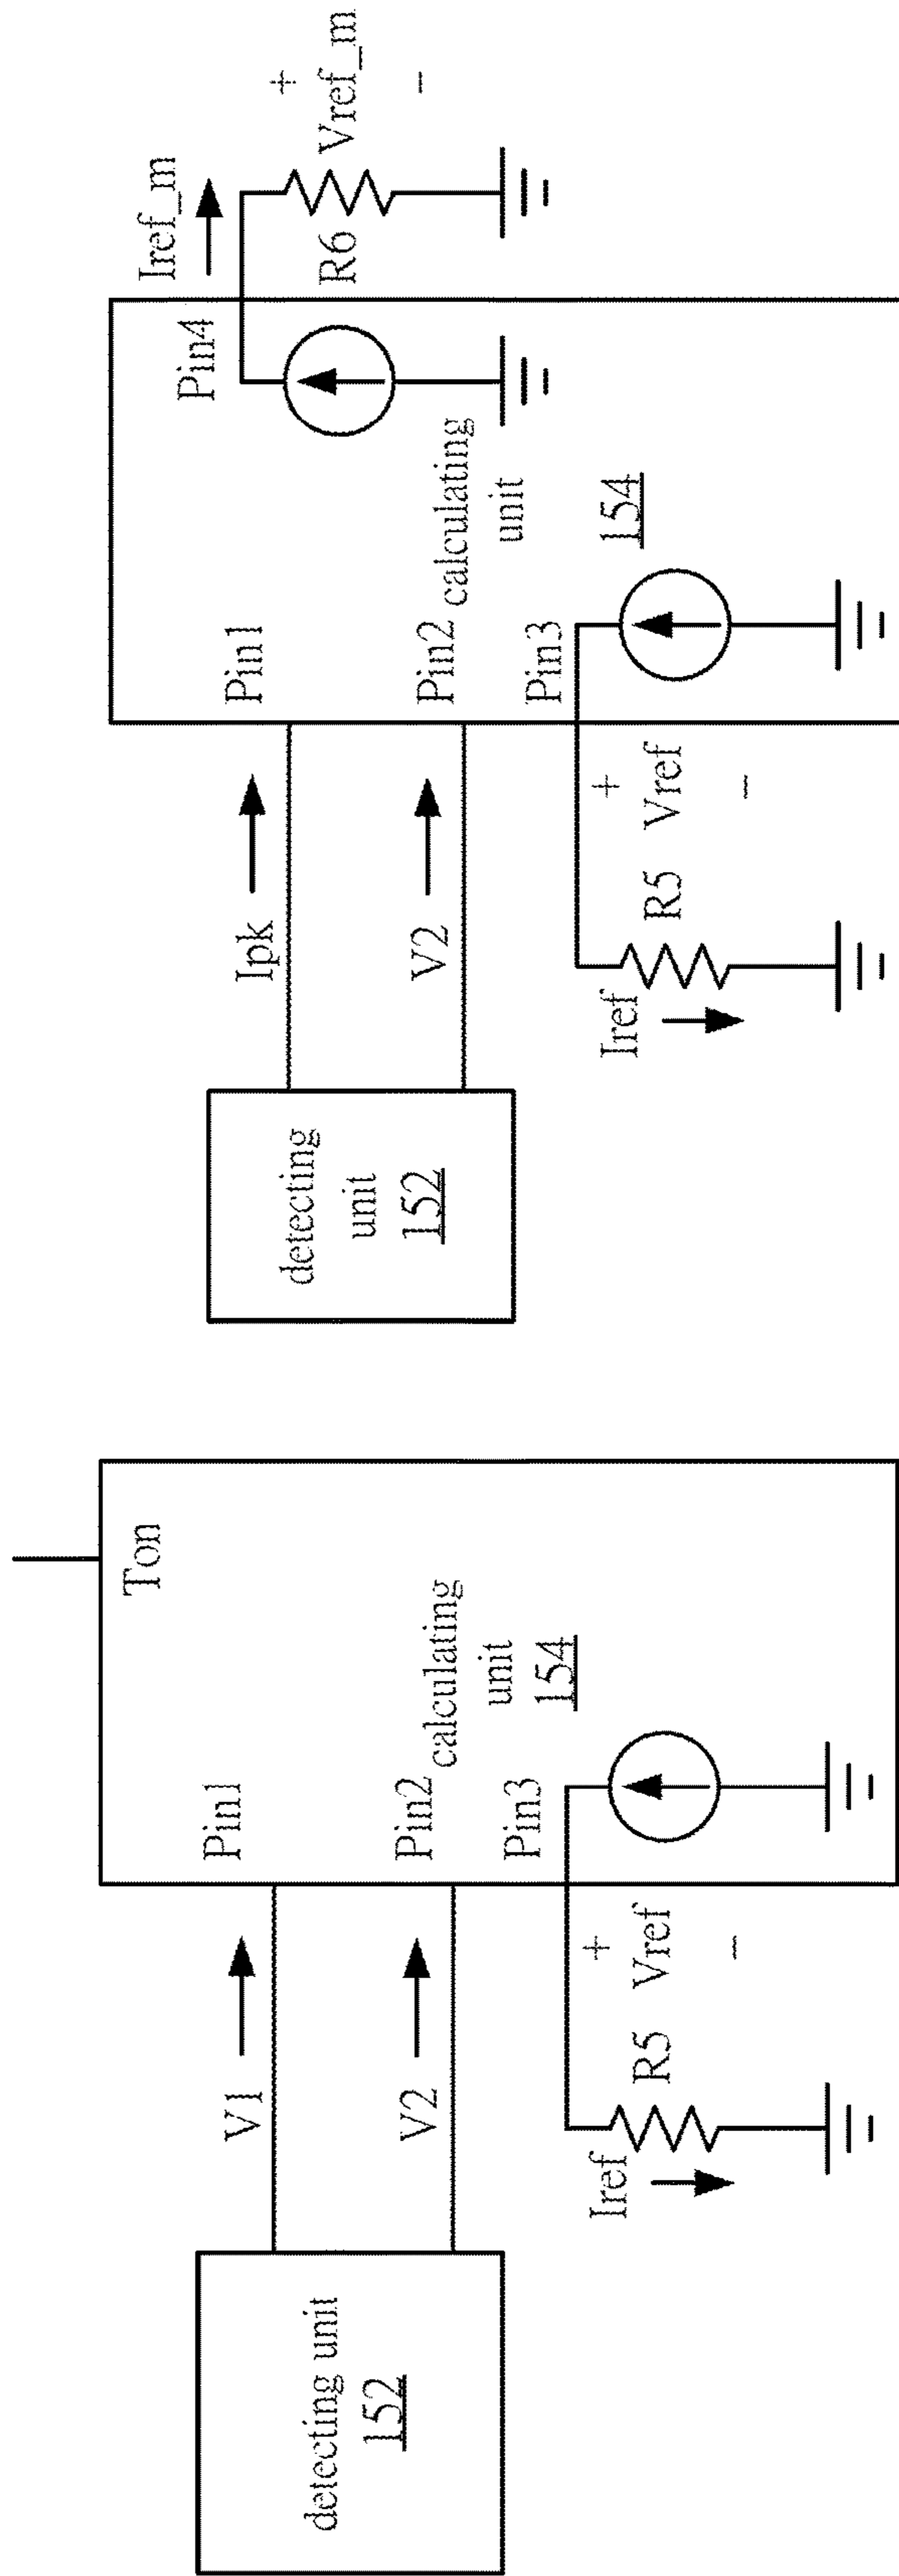 Ton
Pin1
V1
calculating
unit
154
Pin2
V2
Pin3
+
Vref
−
R5
Iref
detecting unit
152
Iref_m
+
Vref_m
−
R6
Pin4
Pin1
Ipk
calculating
unit
154
Pin2
V2
Pin3
+
Vref
−
R5
Iref
detecting
unit
152